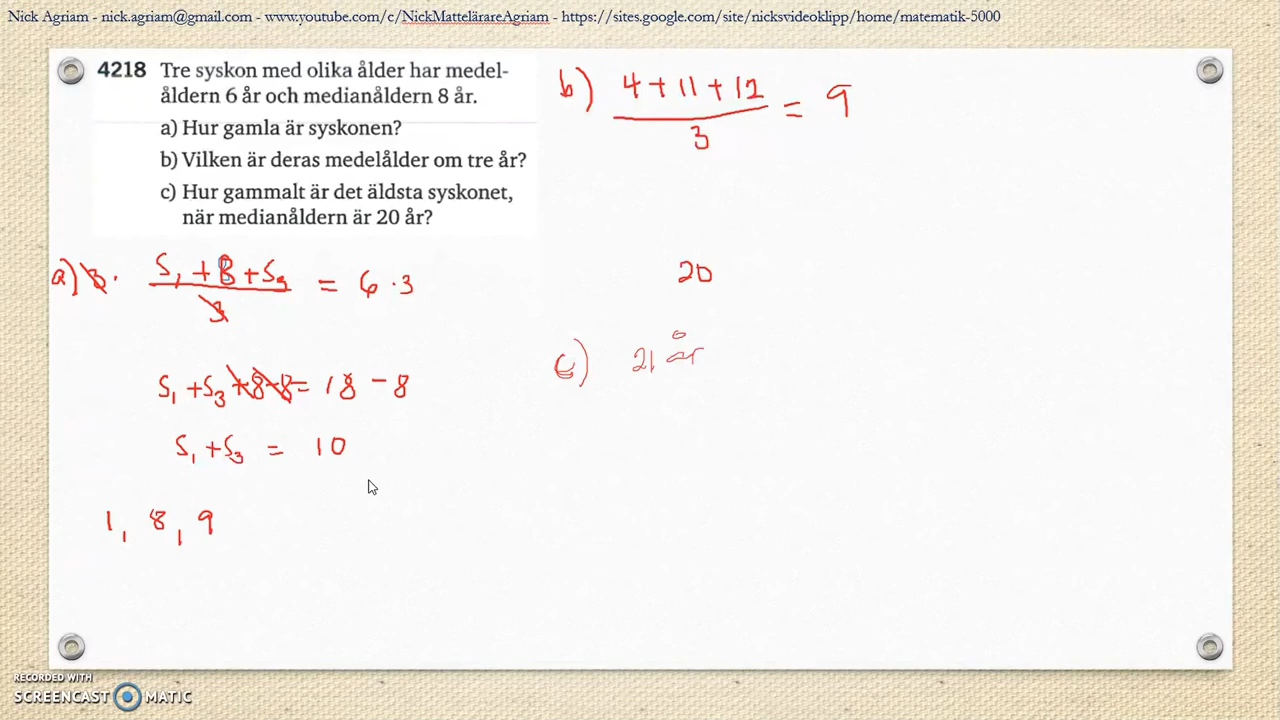 Nick Agriam - nick.agriam@gmail.com - www.youtube.com/c/NickMattelärareAgriam - https://sites.google.com/site/nicksvideoklipp/home/matematik-5000
4218 Tre syskon med olika ålder har medel-
åldern 6 år och medianåldern 8 år.
a) Hur gamla är syskonen?
b) Vilken är deras medelålder om tre år?
c) Hur gammalt är det äldsta syskonet,
när medianåldern är 20 år?
a) 3 · (S₁ + 8 + S₃)/3 = 6 · 3
S₁ + S₃ + 8 - 8 = 18 - 8
S₁ + S₃ = 10
1, 8, 9
b) (4 + 11 + 12)/3 = 9
20
c) 21 år
RECORDED WITH
SCREENCAST MATIC